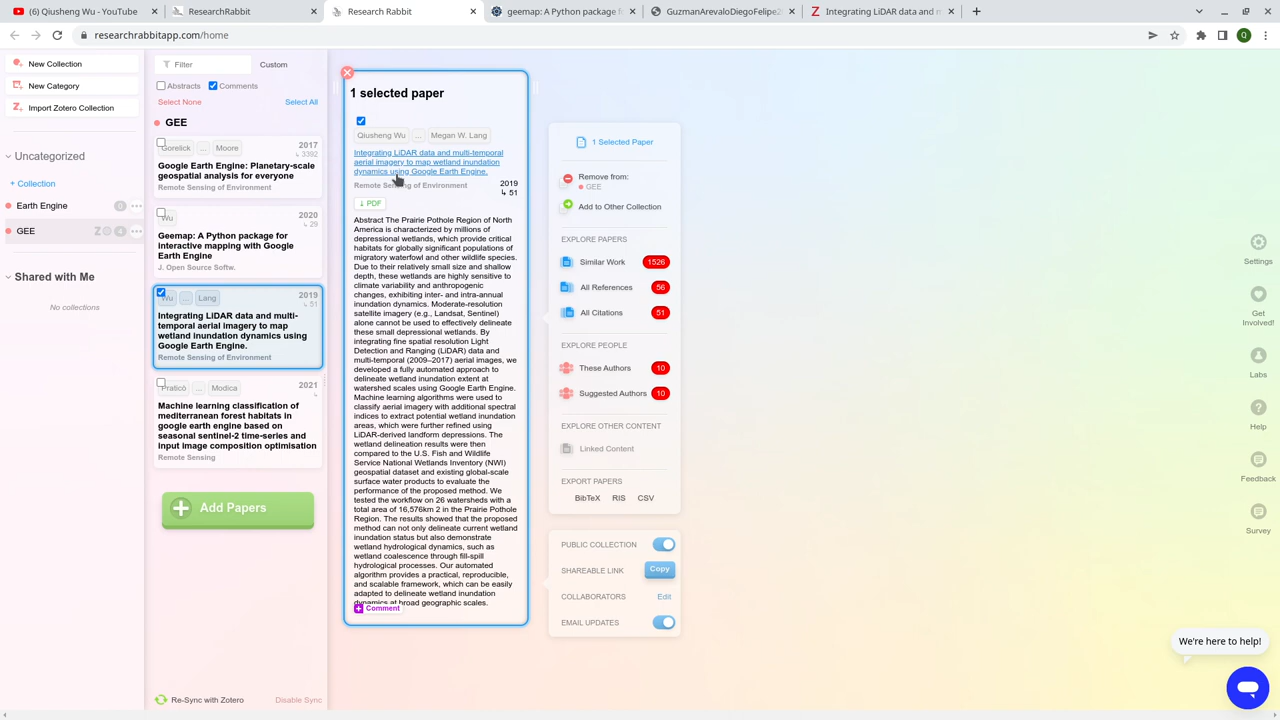 (6) Qiusheng Wu - YouTube
ResearchRabbit
Research Rabbit
geemap: A Python package f
GuzmanArevaloDiegoFelipe2
Integrating LiDAR data and m
researchrabbitapp.com/home
Q
New Collection
New Category
Import Zotero Collection
Uncategorized
+ Collection
Earth Engine 0
GEE Z 4
Shared with Me
No collections
Filter
Custom
Abstracts
Comments
Select None
Select All
GEE
Gorelick ... Moore
2017
3392
Google Earth Engine: Planetary-scale
geospatial analysis for everyone
Remote Sensing of Environment
Wu
2020
29
Geemap: A Python package for
interactive mapping with Google
Earth Engine
J. Open Source Softw.
Wu ... Lang
2019
51
Integrating LiDAR data and multi-
temporal aerial imagery to map
wetland inundation dynamics using
Google Earth Engine.
Remote Sensing of Environment
Praticò ... Modica
2021
Machine learning classification of
mediterranean forest habitats in
google earth engine based on
seasonal sentinel-2 time-series and
input image composition optimisation
Remote Sensing
Add Papers
Re-Sync with Zotero
Disable Sync
1 selected paper
Qiusheng Wu ... Megan W. Lang
Integrating LiDAR data and multi-temporal
aerial imagery to map wetland inundation
dynamics using Google Earth Engine.
Remote Sensing of Environment
2019
51
↓ PDF
Abstract The Prairie Pothole Region of North
America is characterized by millions of
depressional wetlands, which provide critical
habitats for globally significant populations of
migratory waterfowl and other wildlife species.
Due to their relatively small size and shallow
depth, these wetlands are highly sensitive to
climate variability and anthropogenic
changes, exhibiting inter- and intra-annual
inundation dynamics. Moderate-resolution
satellite imagery (e.g., Landsat, Sentinel)
alone cannot be used to effectively delineate
these small depressional wetlands. By
integrating fine spatial resolution Light
Detection and Ranging (LiDAR) data and
multi-temporal (2009–2017) aerial images, we
developed a fully automated approach to
delineate wetland inundation extent at
watershed scales using Google Earth Engine.
Machine learning algorithms were used to
classify aerial imagery with additional spectral
indices to extract potential wetland inundation
areas, which were further refined using
LiDAR-derived landform depressions. The
wetland delineation results were then
compared to the U.S. Fish and Wildlife
Service National Wetlands Inventory (NWI)
geospatial dataset and existing global-scale
surface water products to evaluate the
performance of the proposed method. We
tested the workflow on 26 watersheds with a
total area of 16,576km 2 in the Prairie Pothole
Region. The results showed that the proposed
method can not only delineate current wetland
inundation status but also demonstrate
wetland hydrological dynamics, such as
wetland coalescence through fill-spill
hydrological processes. Our automated
algorithm provides a practical, reproducible,
and scalable framework, which can be easily
adapted to delineate wetland inundation
dynamics at broad geographic scales.
Comment
1 Selected Paper
Remove from:
GEE
Add to Other Collection
EXPLORE PAPERS
Similar Work 1526
All References 56
All Citations 51
EXPLORE PEOPLE
These Authors 10
Suggested Authors 10
EXPLORE OTHER CONTENT
Linked Content
EXPORT PAPERS
BibTeX RIS CSV
PUBLIC COLLECTION
SHAREABLE LINK Copy
COLLABORATORS Edit
EMAIL UPDATES
Settings
Get
Involved!
Labs
Help
Feedback
Survey
We're here to help!